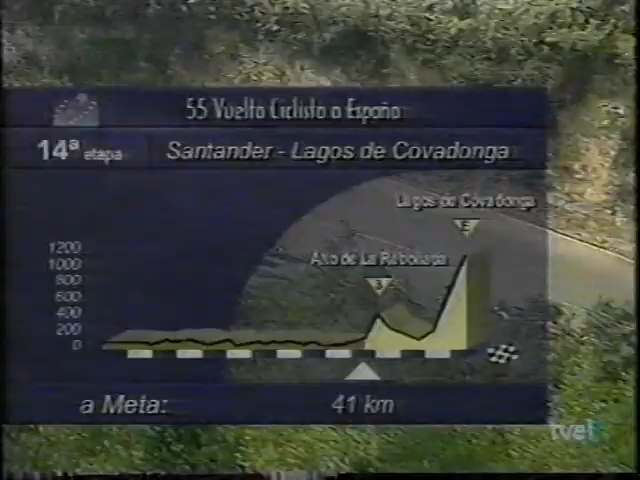 55 Vuelta Ciclista a España
14ª etapa Santander - Lagos de Covadonga
Lagos de Covadonga
E
Alto de La Rebollada
3
1200
1000
800
600
400
200
0
a Meta: 41 km
tve